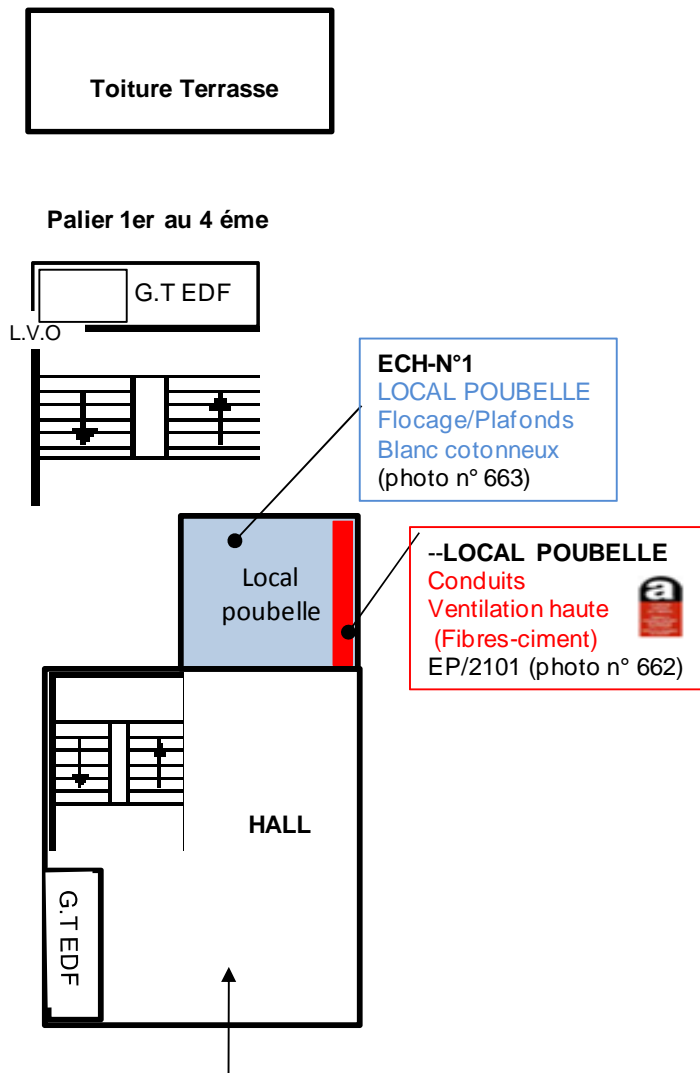 Toiture Terrasse
Palier 1er au 4 éme
G.T EDF
L.V.O
ECH-N°1
LOCAL POUBELLE
Flocage/Plafonds
Blanc cotonneux
(photo n° 663)
--LOCAL POUBELLE
Conduits
Ventilation haute
(Fibres-ciment)
EP/2101 (photo n° 662)
a
Local
poubelle
HALL
G.T EDF